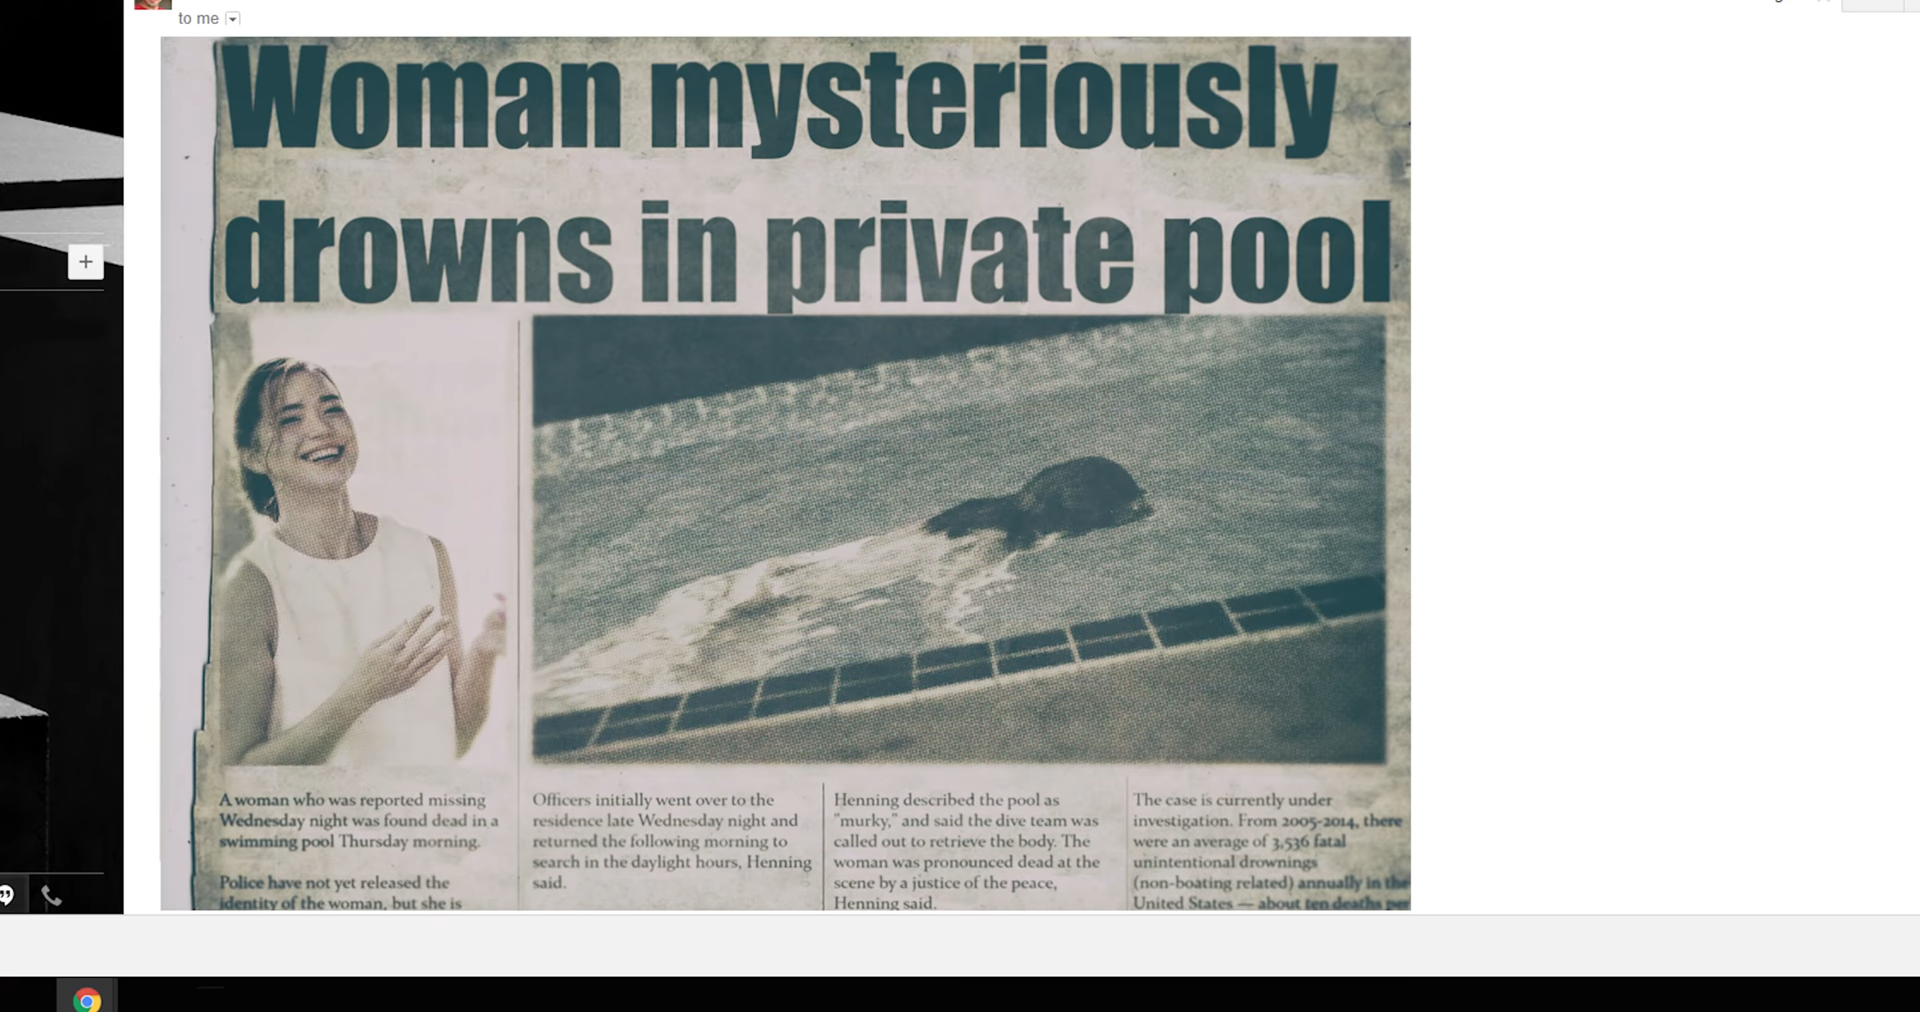 to me
Woman mysteriously
drowns in private pool
A woman who was reported missing
Wednesday night was found dead in a
swimming pool Thursday morning.
Police have not yet released the
identity of the woman, but she is
Officers initially went over to the
residence late Wednesday night and
returned the following morning to
search in the daylight hours, Henning
said.
Henning described the pool as
"murky," and said the dive team was
called out to retrieve the body. The
woman was pronounced dead at the
scene by a justice of the peace,
Henning said.
The case is currently under
investigation. From 2005-2014, there
were an average of 3,536 fatal
unintentional drownings
(non-boating related) annually in the
United States — about ten deaths per